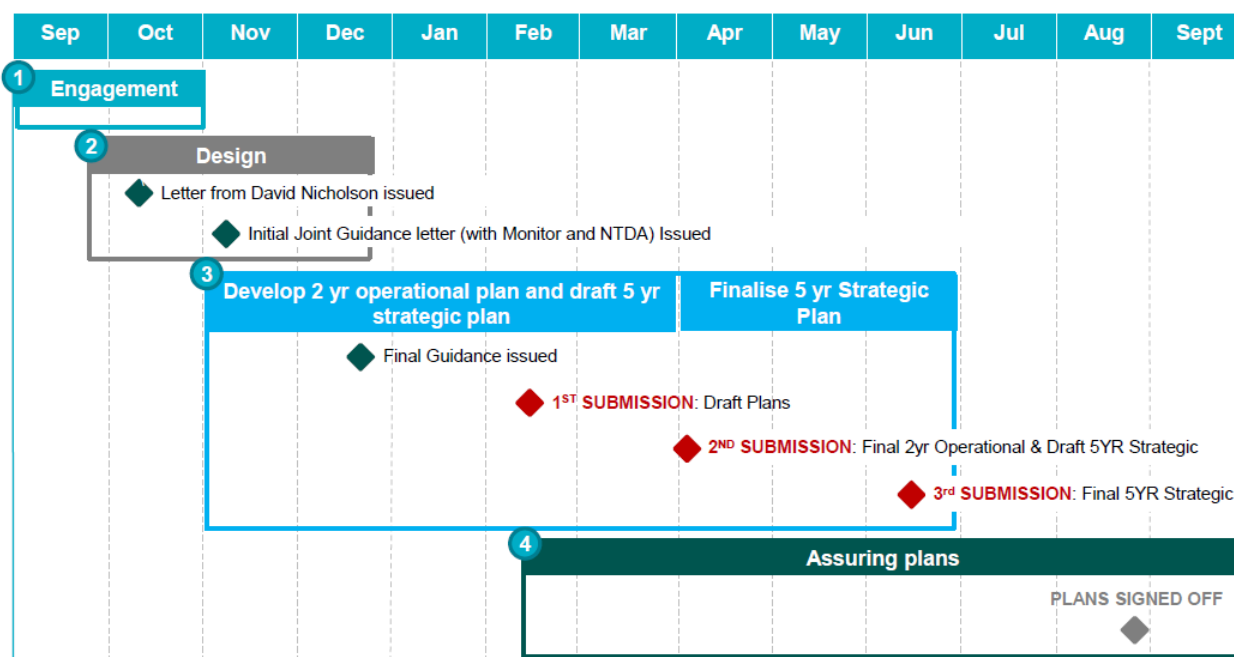 Sep Oct Nov Dec Jan Feb Mar Apr May Jun Jul Aug Sept
1 Engagement
2 Design
Letter from David Nicholson issued
Initial Joint Guidance letter (with Monitor and NTDA) Issued
3 Develop 2 yr operational plan and draft 5 yr
strategic plan
Finalise 5 yr Strategic
Plan
Final Guidance issued
1ST SUBMISSION: Draft Plans
2ND SUBMISSION: Final 2yr Operational & Draft 5YR Strategic
3rd SUBMISSION: Final 5YR Strategic
4 Assuring plans
PLANS SIGNED OFF